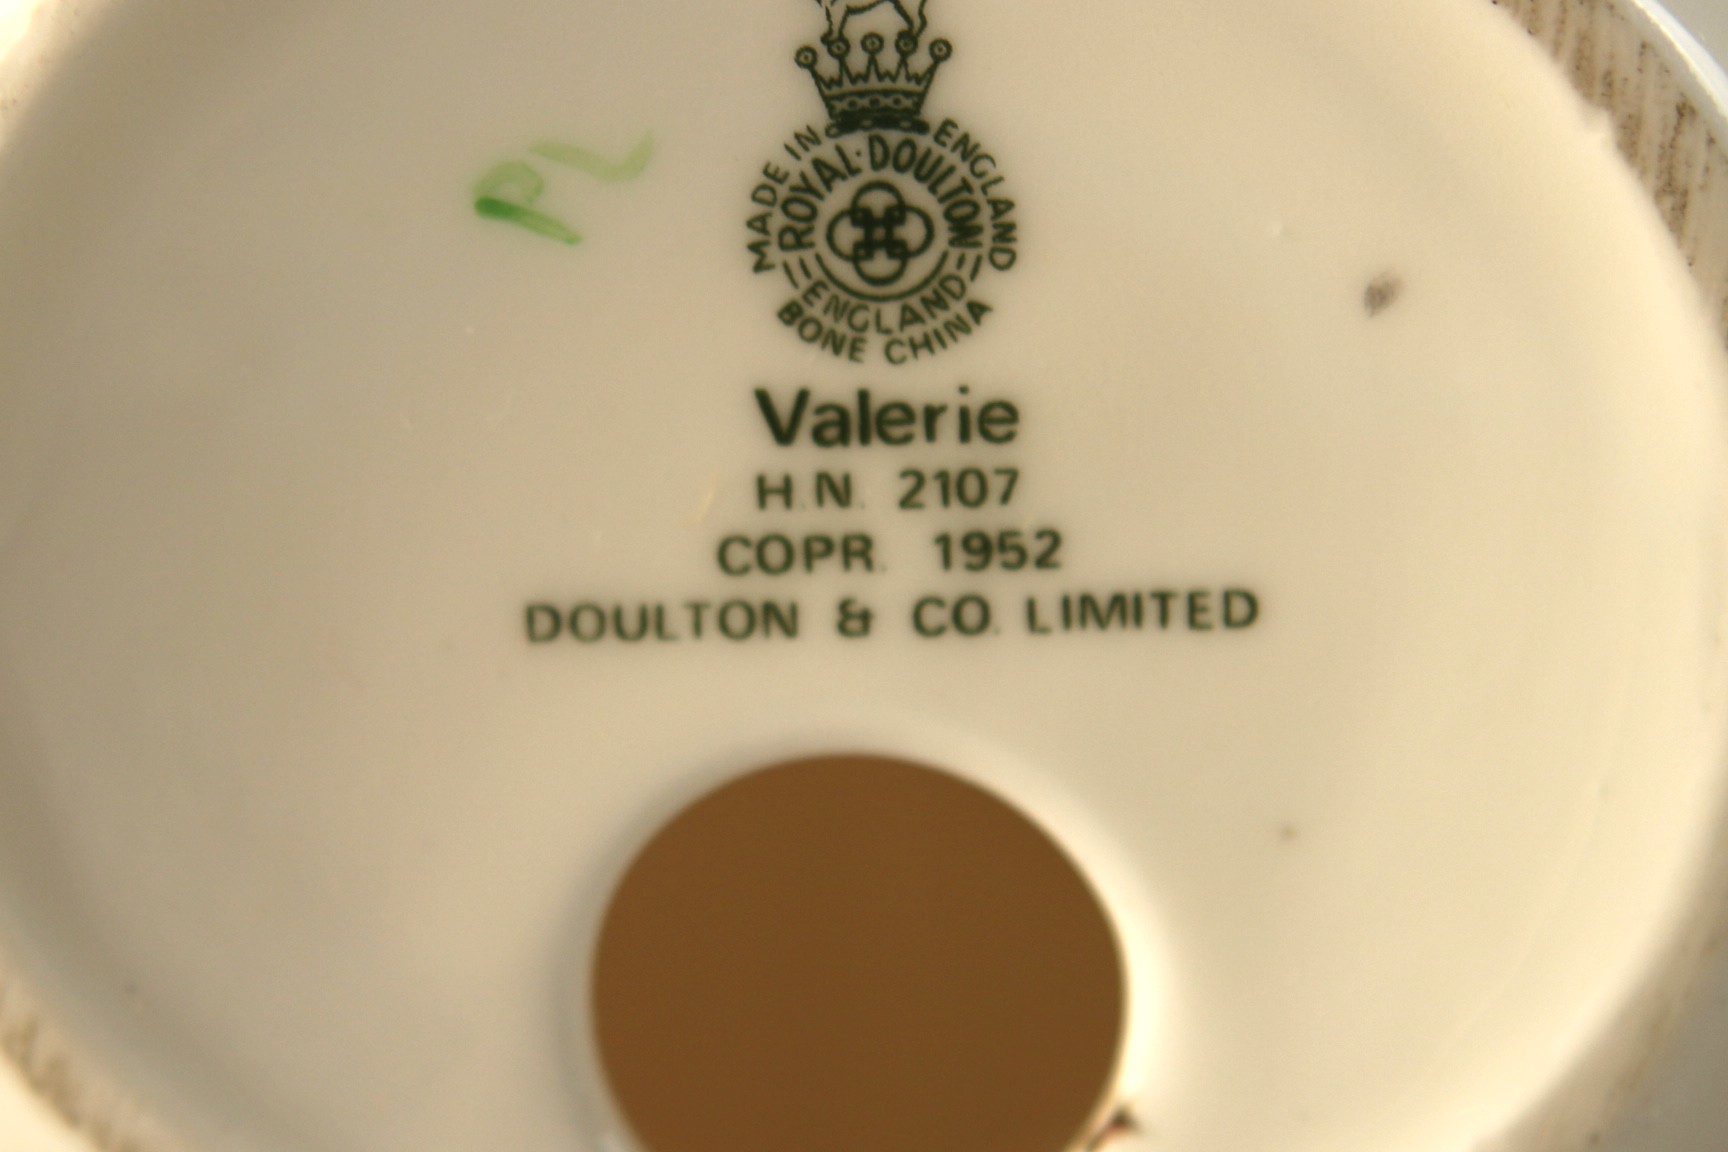 PL
MADE IN ENGLAND
ROYAL·DOULTON
ENGLAND
BONE CHINA
Valerie
H.N. 2107
COPR. 1952
DOULTON & CO. LIMITED